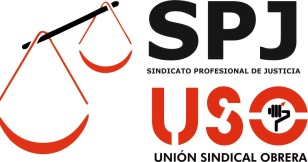 SPJ
SINDICATO PROFESIONAL DE JUSTICIA
USO
UNIÓN SINDICAL OBRERA